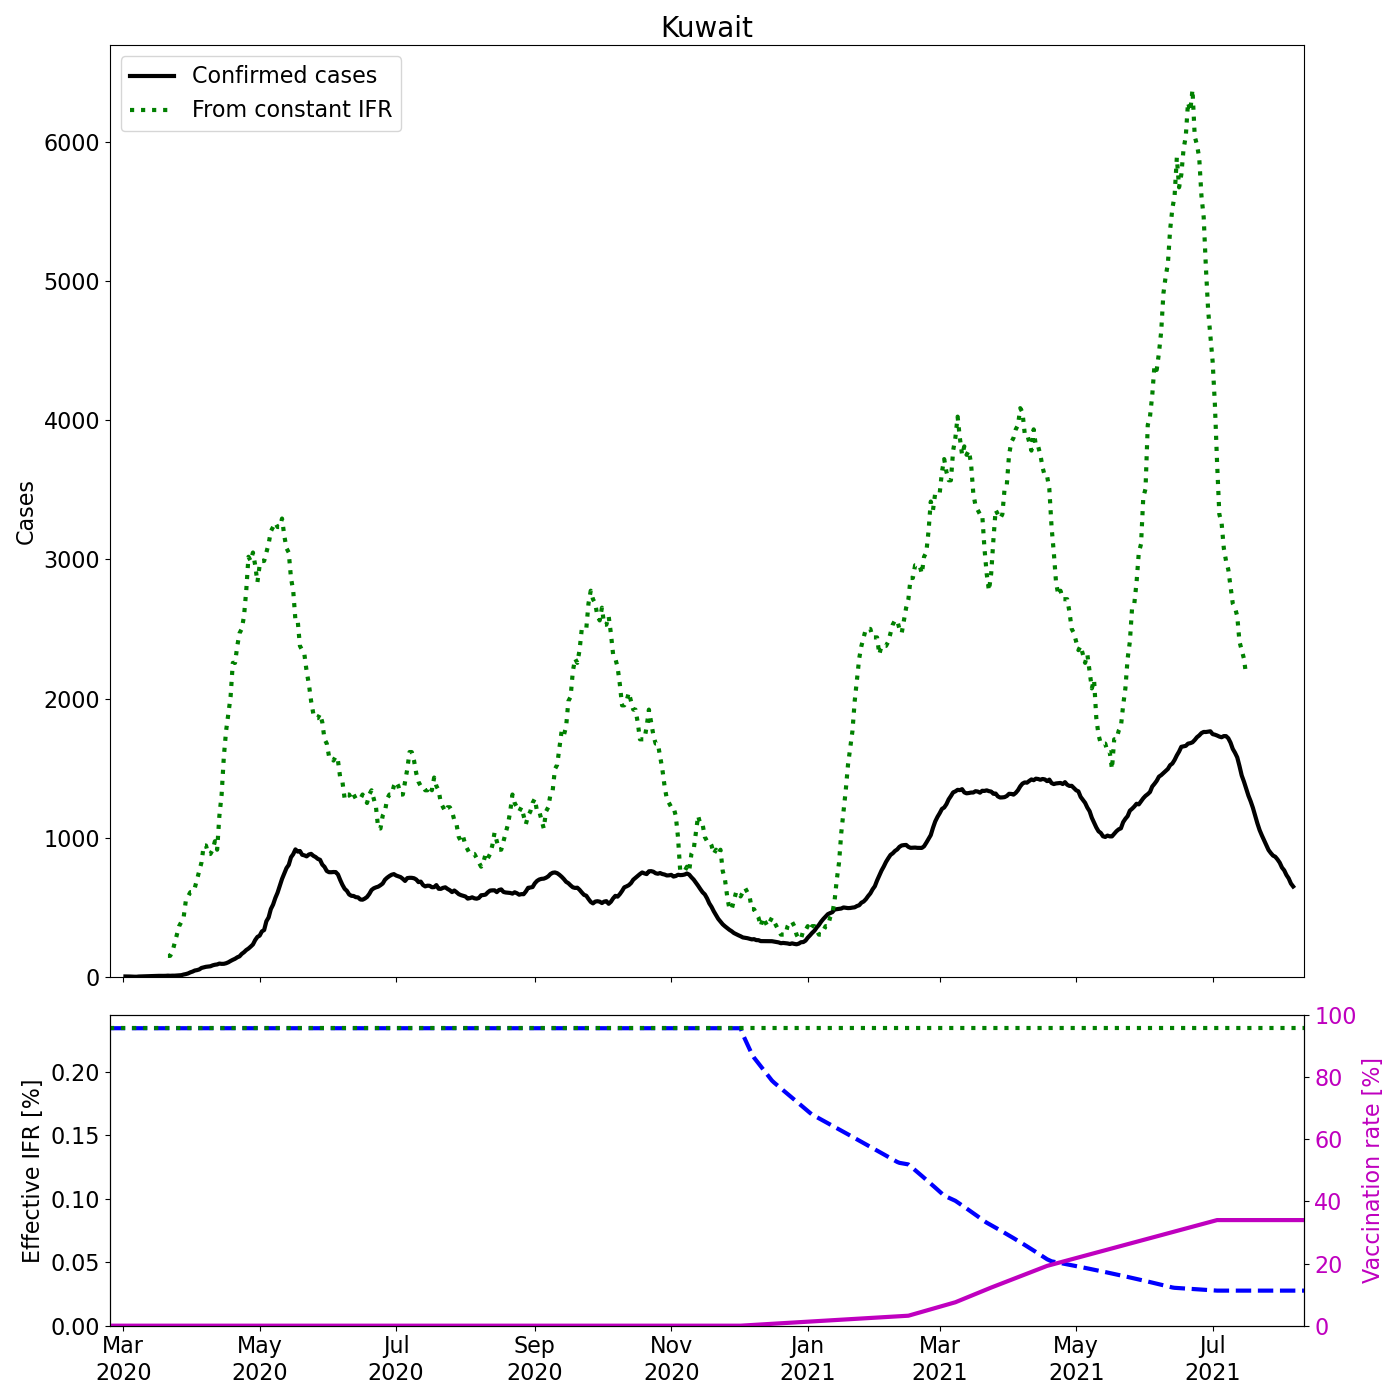 Kuwait
Confirmed cases
From constant IFR
6000
5000
4000
3000
2000
1000
0
Cases
0.20
0.15
0.10
0.05
0.00
Effective IFR [%]
100
80
60
40
20
0
Vaccination rate [%]
Mar May Jul Sep Nov Jan Mar May Jul
2020 2020 2020 2020 2020 2021 2021 2021 2021